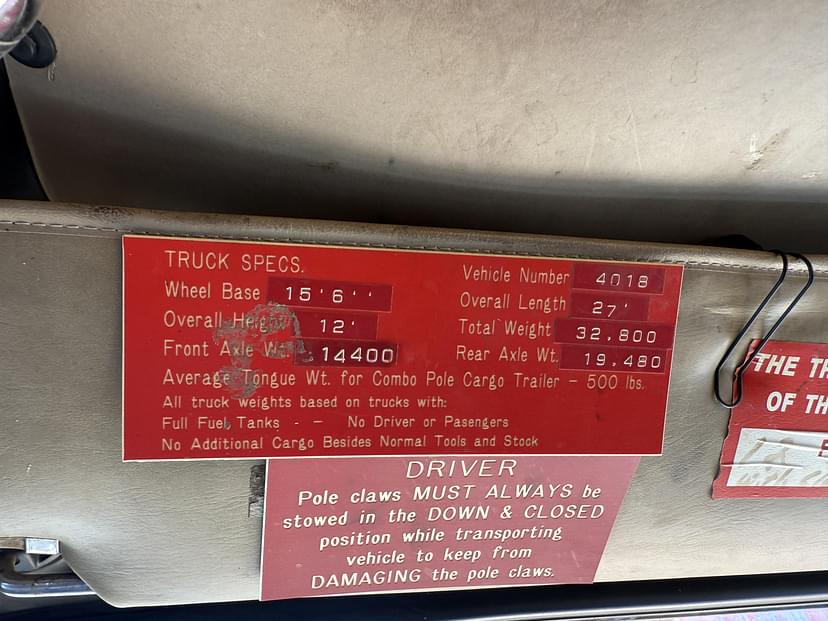 TRUCK SPECS.
Wheel Base 15'6''
Overall Height 12'
Front Axle Wt. 14400
Vehicle Number 4018
Overall Length 27'
Total Weight 32,800
Rear Axle Wt. 19,480
Average Tongue Wt. for Combo Pole Cargo Trailer - 500 lbs.
All truck weights based on trucks with:
Full Fuel Tanks - - No Driver or Pasengers
No Additional Cargo Besides Normal Tools and Stock
DRIVER
Pole claws MUST ALWAYS be
stowed in the DOWN & CLOSED
position while transporting
vehicle to keep from
DAMAGING the pole claws.
THE
OF